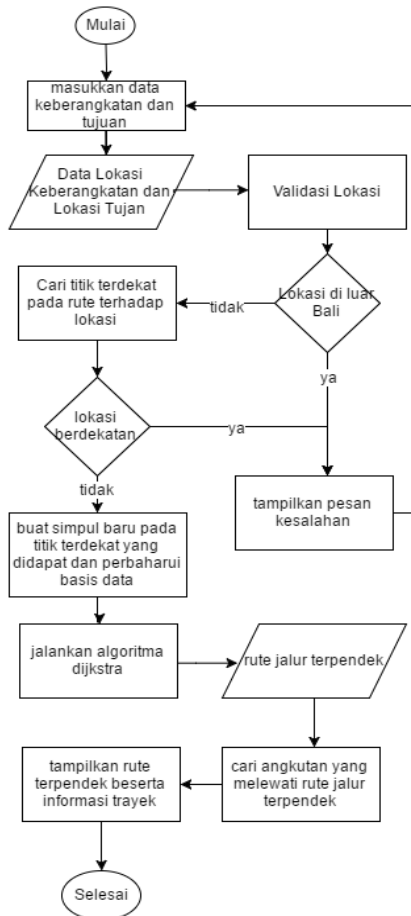 Mulai
masukkan data
keberangkatan dan
tujuan
Data Lokasi
Keberangkatan dan
Lokasi Tujan
Validasi Lokasi
Lokasi di luar
Bali
tidak
ya
Cari titik terdekat
pada rute terhadap
lokasi
lokasi
berdekatan
ya
tidak
tampilkan pesan
kesalahan
buat simpul baru pada
titik terdekat yang
didapat dan perbaharui
basis data
jalankan algoritma
dijkstra
rute jalur terpendek
cari angkutan yang
melewati rute jalur
terpendek
tampilkan rute
terpendek beserta
informasi trayek
Selesai